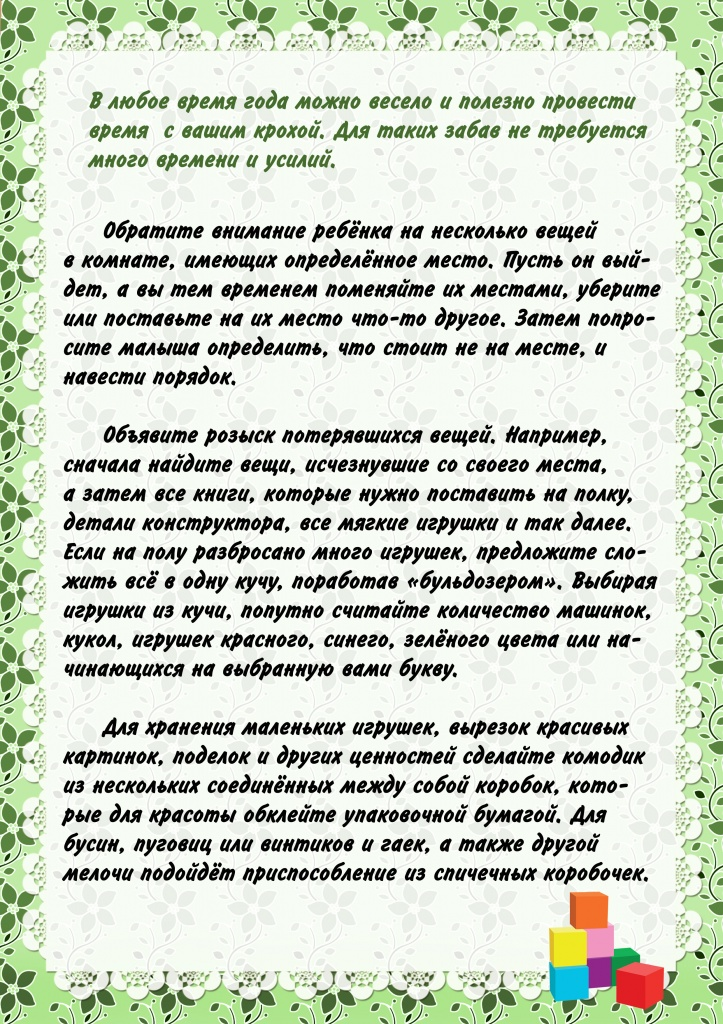 В любое время года можно весело и полезно провести
время с вашим крохой. Для таких забав не требуется
много времени и усилий.
Обратите внимание ребёнка на несколько вещей
в комнате, имеющих определённое место. Пусть он вый-
дет, а вы тем временем поменяйте их местами, уберите
или поставьте на их место что-то другое. Затем попро-
сите малыша определить, что стоит не на месте, и
навести порядок.
Объявите розыск потерявшихся вещей. Например,
сначала найдите вещи, исчезнувшие со своего места,
а затем все книги, которые нужно поставить на полку,
детали конструктора, все мягкие игрушки и так далее.
Если на полу разбросано много игрушек, предложите сло-
жить всё в одну кучу, поработав «бульдозером». Выбирая
игрушки из кучи, попутно считайте количество машинок,
кукол, игрушек красного, синего, зелёного цвета или на-
чинающихся на выбранную вами букву.
Для хранения маленьких игрушек, вырезок красивых
картинок, поделок и других ценностей сделайте комодик
из нескольких соединённых между собой коробок, кото-
рые для красоты обклейте упаковочной бумагой. Для
бусин, пуговиц или винтиков и гаек, а также другой
мелочи подойдёт приспособление из спичечных коробочек.